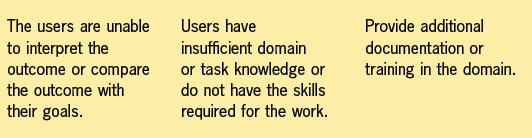 The users are unable
to interpret the
outcome or compare
the outcome with
their goals.
Users have
insufficient domain
or task knowledge or
do not have the skills
required for the work.
Provide additional
documentation or
training in the domain.